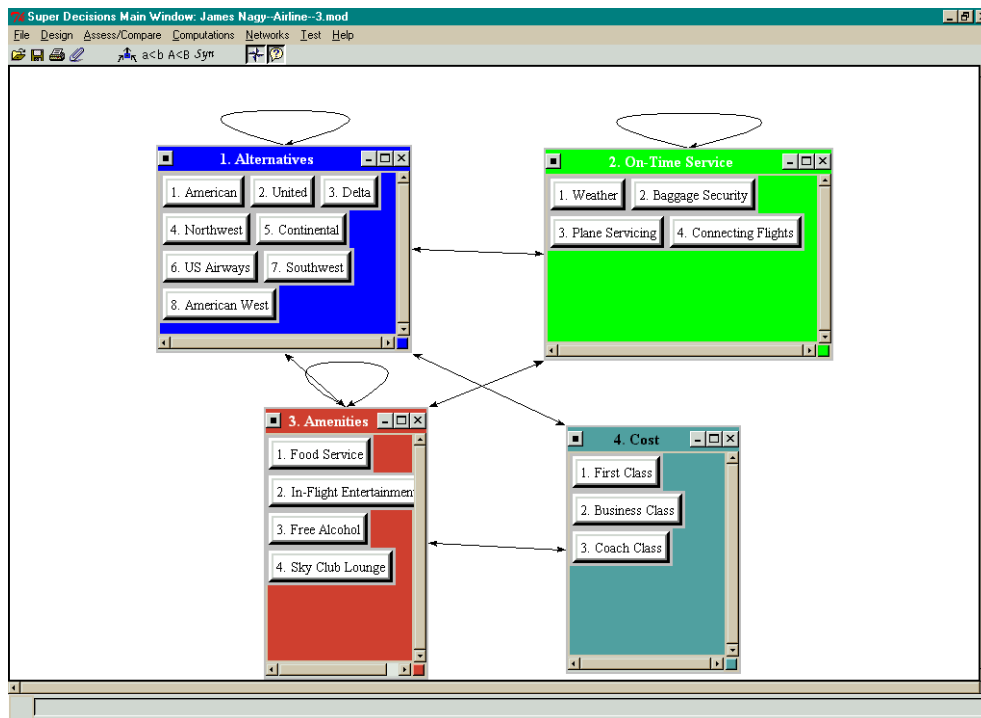 Super Decisions Main Window: James Nagy--Airline--3.mod
File Design Assess/Compare Computations Networks Test Help
a<b A<B Syn
1. Alternatives
1. American 2. United 3. Delta
4. Northwest 5. Continental
6. US Airways 7. Southwest
8. American West
2. On-Time Service
1. Weather 2. Baggage Security
3. Plane Servicing 4. Connecting Flights
3. Amenities
1. Food Service
2. In-Flight Entertainmen
3. Free Alcohol
4. Sky Club Lounge
4. Cost
1. First Class
2. Business Class
3. Coach Class